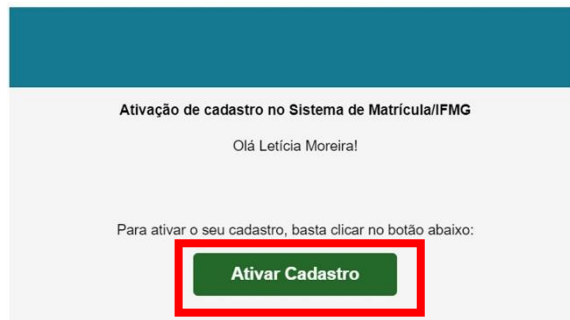 Ativação de cadastro no Sistema de Matrícula/IFMG
Olá Letícia Moreira!
Para ativar o seu cadastro, basta clicar no botão abaixo:
Ativar Cadastro